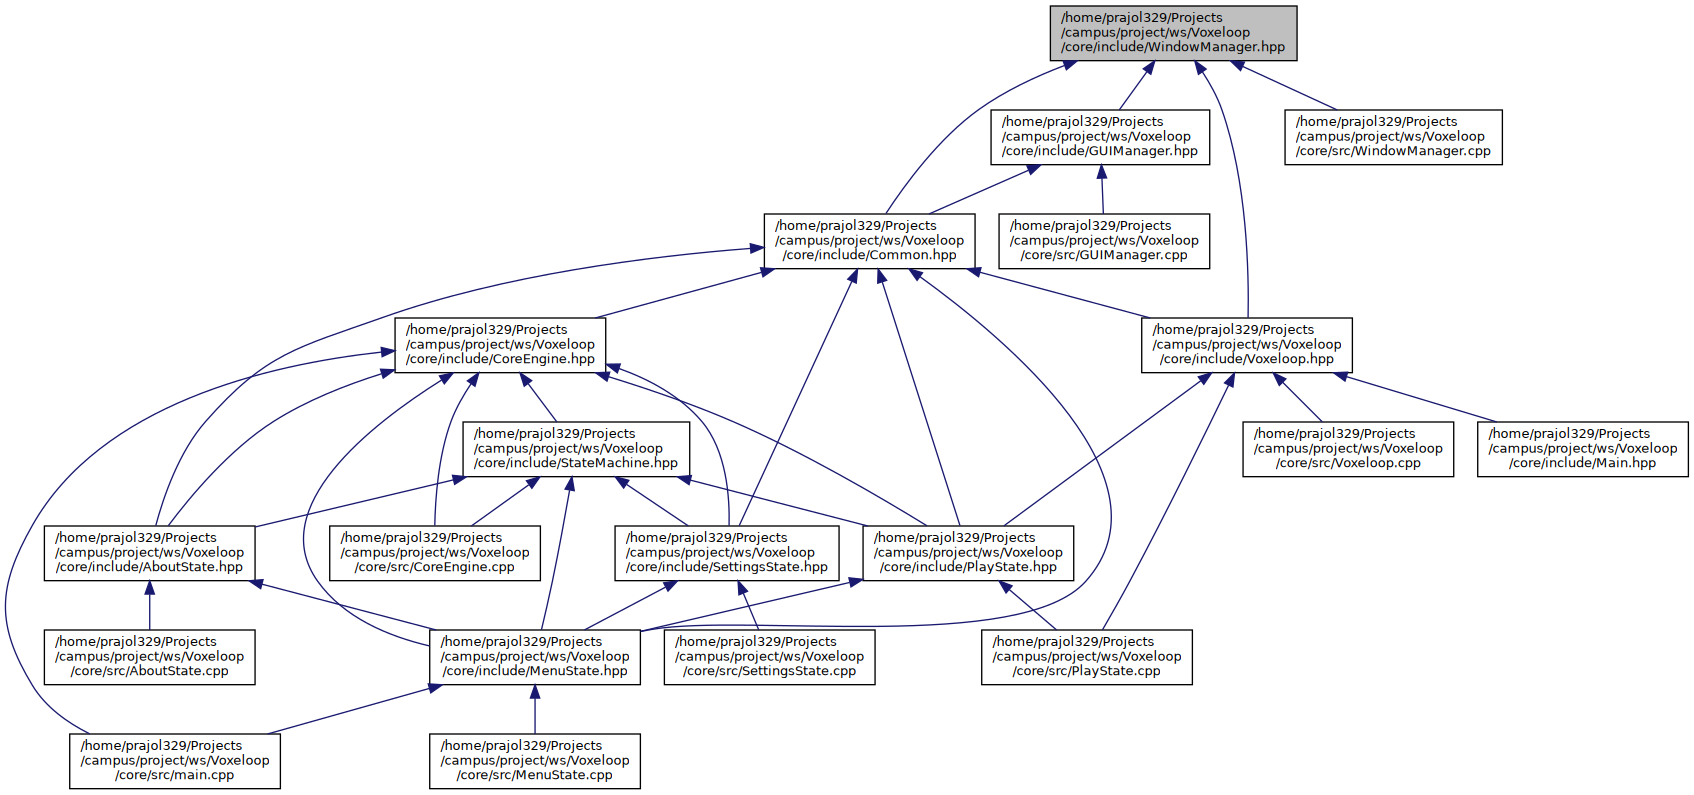 /home/prajol329/Projects
/campus/project/ws/Voxeloop
/core/include/WindowManager.hpp
/home/prajol329/Projects
/campus/project/ws/Voxeloop
/core/include/GUIManager.hpp
/home/prajol329/Projects
/campus/project/ws/Voxeloop
/core/src/WindowManager.cpp
/home/prajol329/Projects
/campus/project/ws/Voxeloop
/core/include/Common.hpp
/home/prajol329/Projects
/campus/project/ws/Voxeloop
/core/src/GUIManager.cpp
/home/prajol329/Projects
/campus/project/ws/Voxeloop
/core/include/CoreEngine.hpp
/home/prajol329/Projects
/campus/project/ws/Voxeloop
/core/include/Voxeloop.hpp
/home/prajol329/Projects
/campus/project/ws/Voxeloop
/core/include/StateMachine.hpp
/home/prajol329/Projects
/campus/project/ws/Voxeloop
/core/src/Voxeloop.cpp
/home/prajol329/Projects
/campus/project/ws/Voxeloop
/core/include/Main.hpp
/home/prajol329/Projects
/campus/project/ws/Voxeloop
/core/include/AboutState.hpp
/home/prajol329/Projects
/campus/project/ws/Voxeloop
/core/src/CoreEngine.cpp
/home/prajol329/Projects
/campus/project/ws/Voxeloop
/core/include/SettingsState.hpp
/home/prajol329/Projects
/campus/project/ws/Voxeloop
/core/include/PlayState.hpp
/home/prajol329/Projects
/campus/project/ws/Voxeloop
/core/src/AboutState.cpp
/home/prajol329/Projects
/campus/project/ws/Voxeloop
/core/include/MenuState.hpp
/home/prajol329/Projects
/campus/project/ws/Voxeloop
/core/src/SettingsState.cpp
/home/prajol329/Projects
/campus/project/ws/Voxeloop
/core/src/PlayState.cpp
/home/prajol329/Projects
/campus/project/ws/Voxeloop
/core/src/main.cpp
/home/prajol329/Projects
/campus/project/ws/Voxeloop
/core/src/MenuState.cpp